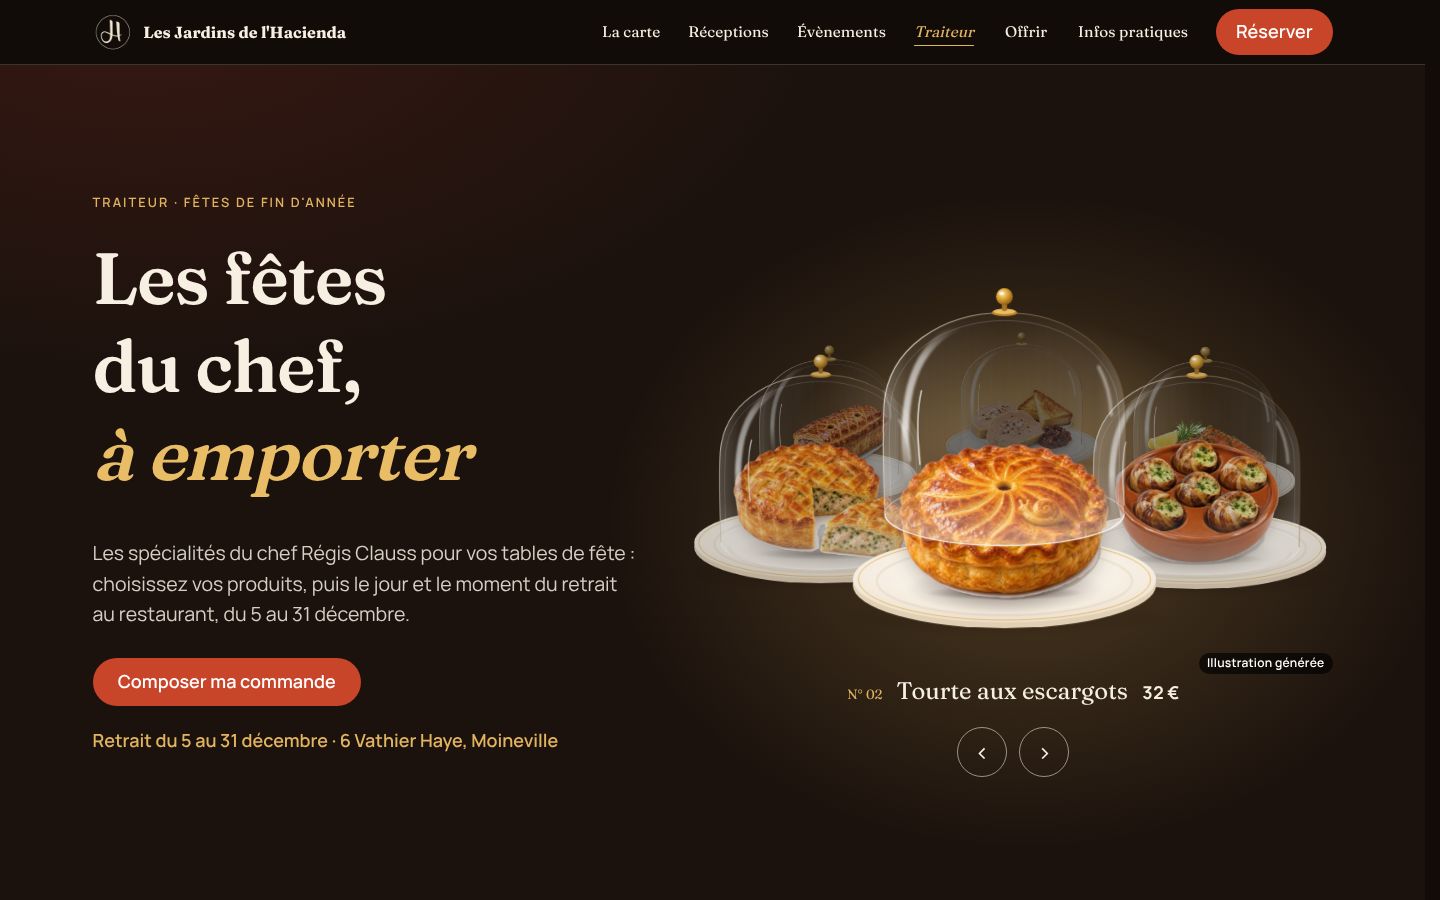 Les Jardins de l'Hacienda
La carte
Réceptions
Évènements
Traiteur
Offrir
Infos pratiques
Réserver
TRAITEUR · FÊTES DE FIN D'ANNÉE
Les fêtes
du chef,
à emporter
Les spécialités du chef Régis Clauss pour vos tables de fête :
choisissez vos produits, puis le jour et le moment du retrait
au restaurant, du 5 au 31 décembre.
Composer ma commande
Retrait du 5 au 31 décembre · 6 Vathier Haye, Moineville
Illustration générée
N° 02 Tourte aux escargots 32 €